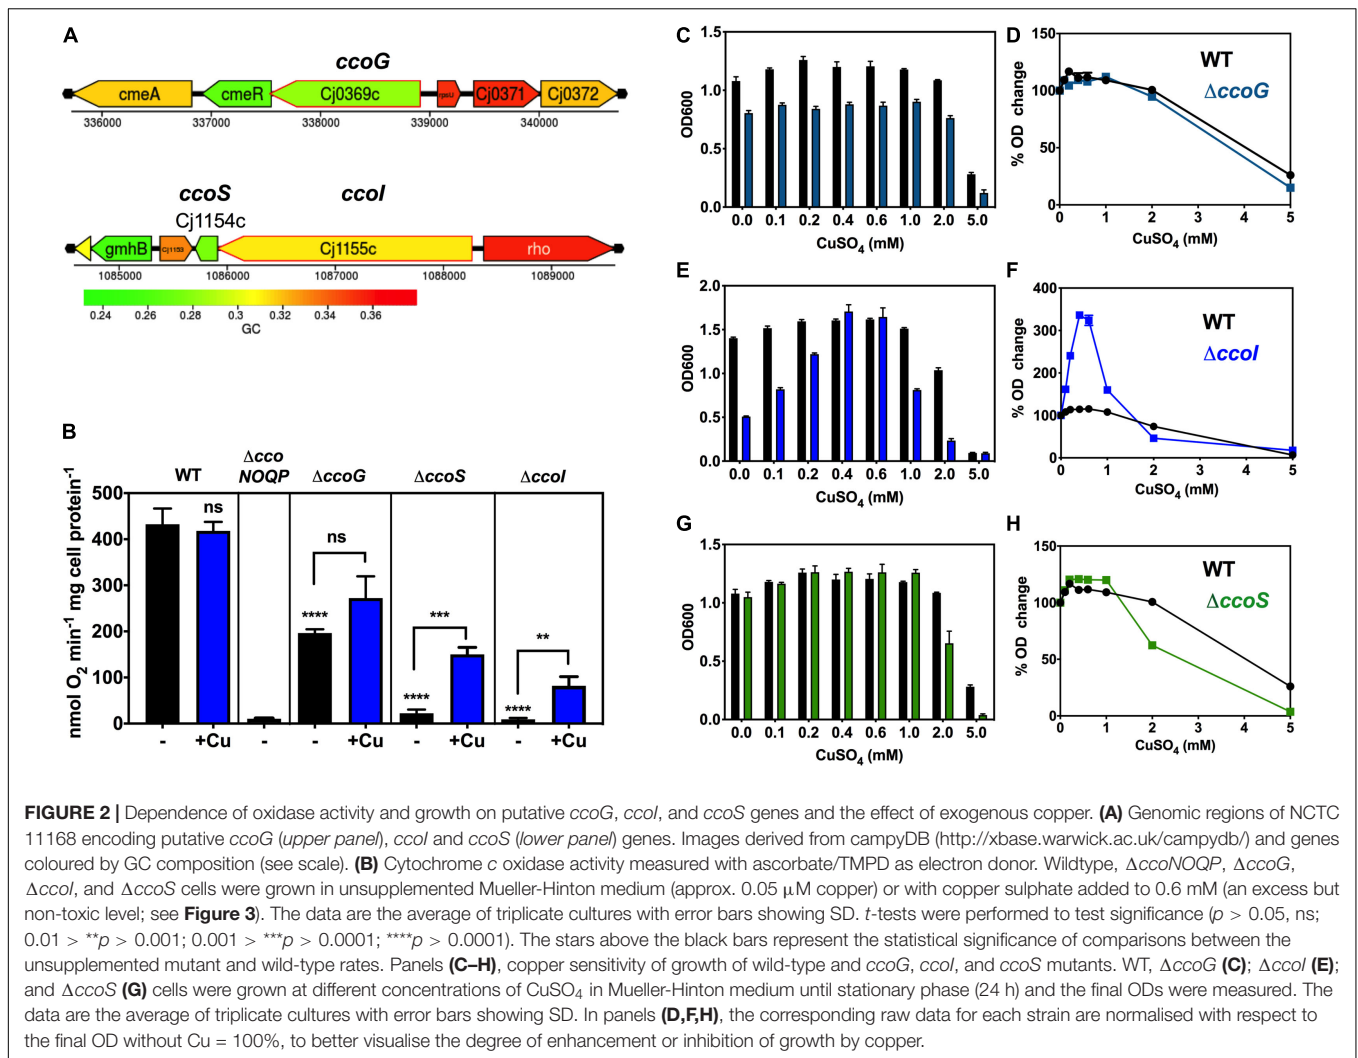 A
ccoG
cmeA
cmeR
Cj0369c
rpsU
Cj0371
Cj0372
336000
337000
338000
339000
340000
ccoS
ccoI
Cj1154c
gmhB
Cj1153
Cj1155c
rho
1085000
1086000
1087000
1088000
1089000
0.24
0.26
0.28
0.3
0.32
0.34
0.36
GC
B
WT
Δcco
NOQP
ΔccoG
ΔccoS
ΔccoI
nmol O₂ min⁻¹ mg cell protein⁻¹
500
400
300
200
100
0
ns
ns
****
***
****
**
****
-
+Cu
-
-
+Cu
-
+Cu
-
+Cu
C
OD600
1.5
1.0
0.5
0.0
0.0 0.1 0.2 0.4 0.6 1.0 2.0 5.0
CuSO₄ (mM)
D
% OD change
150
100
50
0
WT
ΔccoG
0 1 2 3 4 5
CuSO₄ (mM)
E
OD600
2.0
1.5
1.0
0.5
0.0
0.0 0.1 0.2 0.4 0.6 1.0 2.0 5.0
CuSO₄ (mM)
F
% OD change
400
300
200
100
0
WT
ΔccoI
0 1 2 3 4 5
CuSO₄ (mM)
G
OD600
1.5
1.0
0.5
0.0
0.0 0.1 0.2 0.4 0.6 1.0 2.0 5.0
CuSO₄ (mM)
H
% OD change
150
100
50
0
WT
ΔccoS
0 1 2 3 4 5
CuSO₄ (mM)
FIGURE 2 | Dependence of oxidase activity and growth on putative ccoG, ccoI, and ccoS genes and the effect of exogenous copper. (A) Genomic regions of NCTC
11168 encoding putative ccoG (upper panel), ccoI and ccoS (lower panel) genes. Images derived from campyDB (http://xbase.warwick.ac.uk/campydb/) and genes
coloured by GC composition (see scale). (B) Cytochrome c oxidase activity measured with ascorbate/TMPD as electron donor. Wildtype, ΔccoNOQP, ΔccoG,
ΔccoI, and ΔccoS cells were grown in unsupplemented Mueller-Hinton medium (approx. 0.05 μM copper) or with copper sulphate added to 0.6 mM (an excess but
non-toxic level; see Figure 3). The data are the average of triplicate cultures with error bars showing SD. t-tests were performed to test significance (p > 0.05, ns;
0.01 > **p > 0.001; 0.001 > ***p > 0.0001; ****p > 0.0001). The stars above the black bars represent the statistical significance of comparisons between the
unsupplemented mutant and wild-type rates. Panels (C–H), copper sensitivity of growth of wild-type and ccoG, ccoI, and ccoS mutants. WT, ΔccoG (C); ΔccoI (E);
and ΔccoS (G) cells were grown at different concentrations of CuSO₄ in Mueller-Hinton medium until stationary phase (24 h) and the final ODs were measured. The
data are the average of triplicate cultures with error bars showing SD. In panels (D,F,H), the corresponding raw data for each strain are normalised with respect to
the final OD without Cu = 100%, to better visualise the degree of enhancement or inhibition of growth by copper.